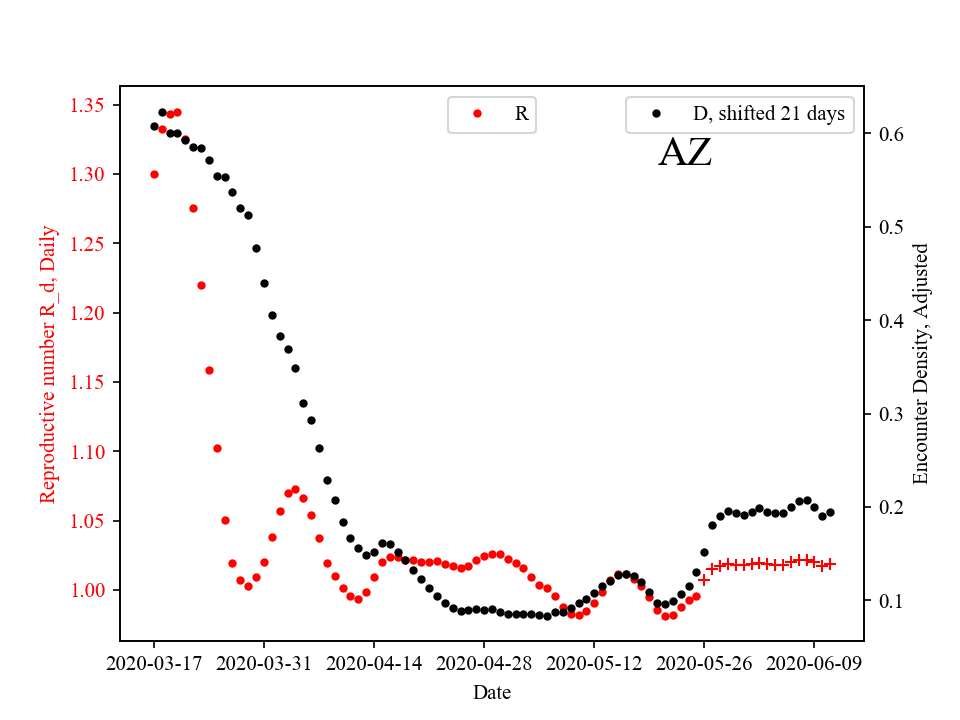 R
D, shifted 21 days
AZ
1.35
1.30
1.25
1.20
1.15
1.10
1.05
1.00
Reproductive number R_d, Daily
0.6
0.5
0.4
0.3
0.2
0.1
Encounter Density, Adjusted
2020-03-17 2020-03-31 2020-04-14 2020-04-28 2020-05-12 2020-05-26 2020-06-09
Date